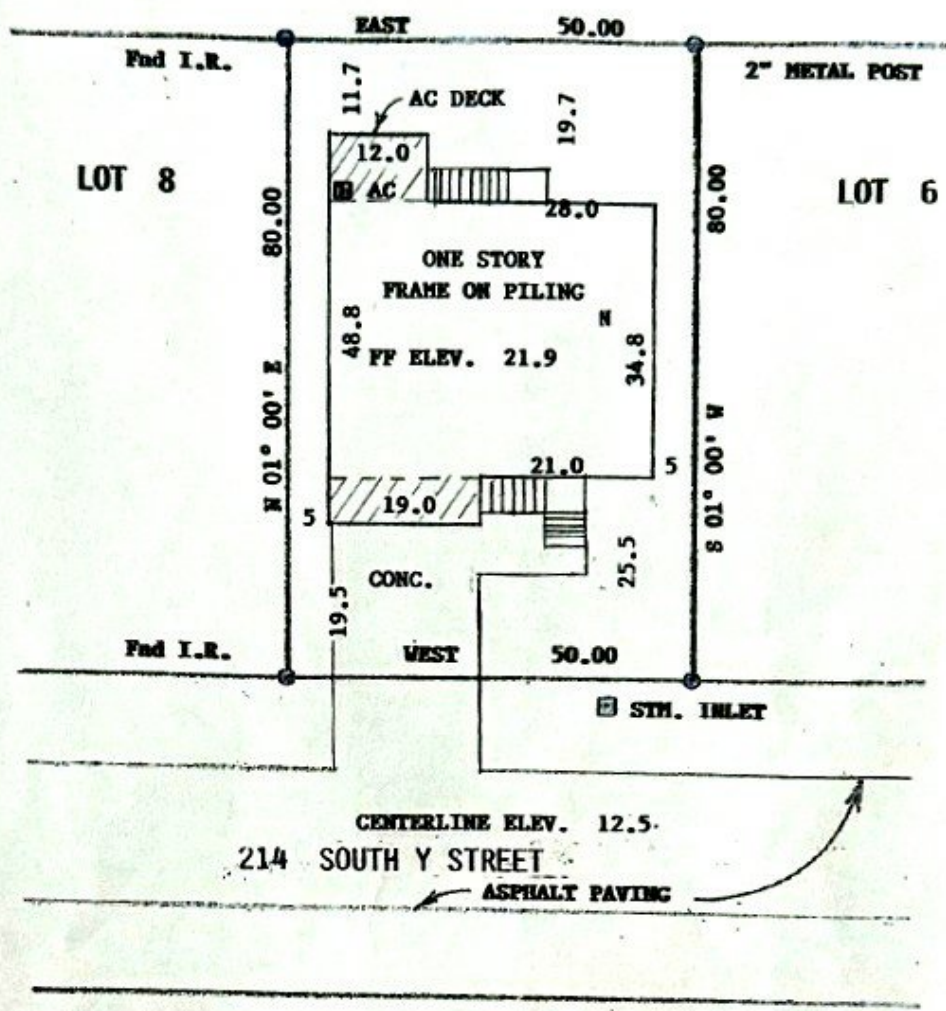 EAST 50.00
Fnd I.R.
2" METAL POST
11.7
AC DECK
19.7
12.0
LOT 8
AC
LOT 6
80.00
28.0
80.00
ONE STORY
FRAME ON PILING
N
48.8
FF ELEV. 21.9
34.8
N 01° 00' E
S 01° 00' W
21.0
5
19.0
5
CONC.
25.5
19.5
Fnd I.R.
WEST 50.00
STM. INLET
CENTERLINE ELEV. 12.5
214 SOUTH Y STREET
ASPHALT PAVING